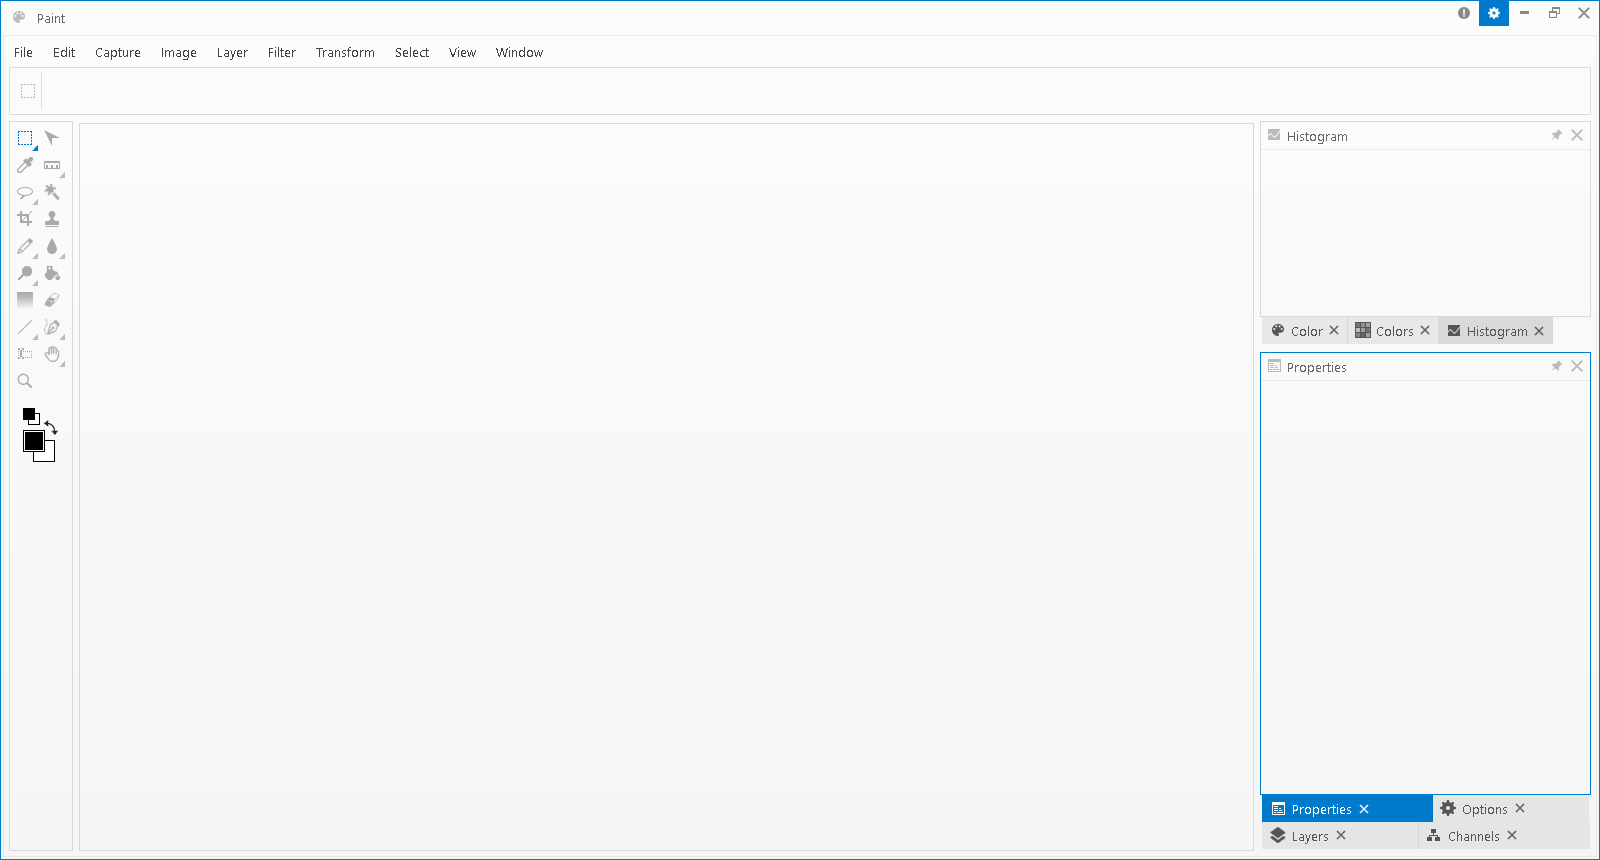 Paint
File Edit Capture Image Layer Filter Transform Select View Window
Histogram
Color Colors Histogram
Properties
Properties Options
Layers Channels